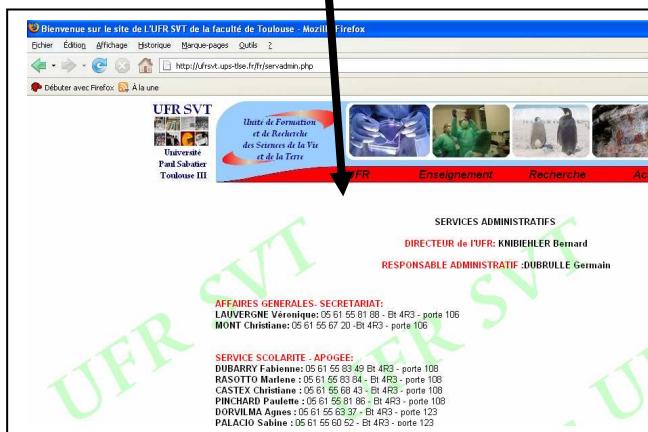 Bienvenue sur le site de L'UFR SVT de la faculté de Toulouse - Mozilla Firefox
Fichier Édition Affichage Historique Marque-pages Outils ?
http://ufrsvt.ups-tlse.fr/fr/servadmin.php
Débuter avec Firefox À la une
UFR SVT
Université
Paul Sabatier
Toulouse III
Unité de Formation
et de Recherche
des Sciences de la Vie
et de la Terre
UFR Enseignement Recherche
SERVICES ADMINISTRATIFS
DIRECTEUR de l'UFR: KNIBIEHLER Bernard
RESPONSABLE ADMINISTRATIF :DUBRULLE Germain
AFFAIRES GENERALES- SECRETARIAT:
LAUVERGNE Véronique: 05 61 55 81 88 - Bt 4R3 - porte 106
MONT Christiane: 05 61 55 67 20 -Bt 4R3 - porte 106
SERVICE SCOLARITE - APOGEE:
DUBARRY Fabienne: 05 61 55 83 49 Bt 4R3 - porte 108
RASOTTO Marlene : 05 61 55 83 84 - Bt 4R3 - porte 108
CASTEX Christiane : 05 61 55 68 43 - Bt 4R3 - porte 108
PINCHARD Paulette : 05 61 55 81 86 - Bt 4R3 - porte 108
DORVILMA Agnes : 05 61 55 63 37 - Bt 4R3 - porte 123
PALACIO Sabine : 05 61 55 60 52 - Bt 4R3 - porte 123
UFR SVT
UFR SVT